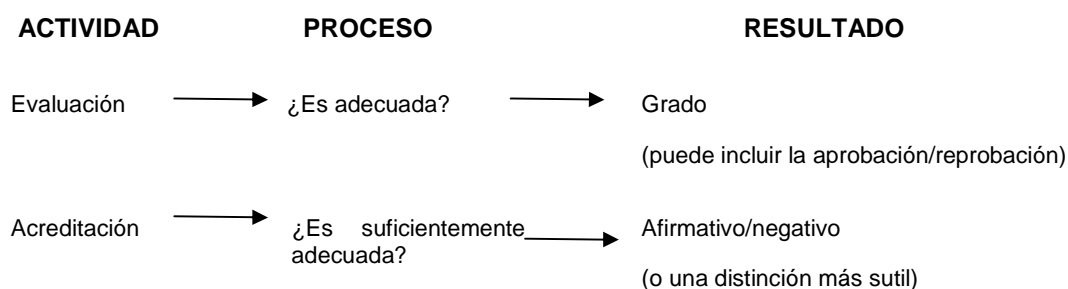 ACTIVIDAD PROCESO RESULTADO
Evaluación ¿Es adecuada? Grado
(puede incluir la aprobación/reprobación)
Acreditación ¿Es suficientemente Afirmativo/negativo
adecuada?
(o una distinción más sutil)